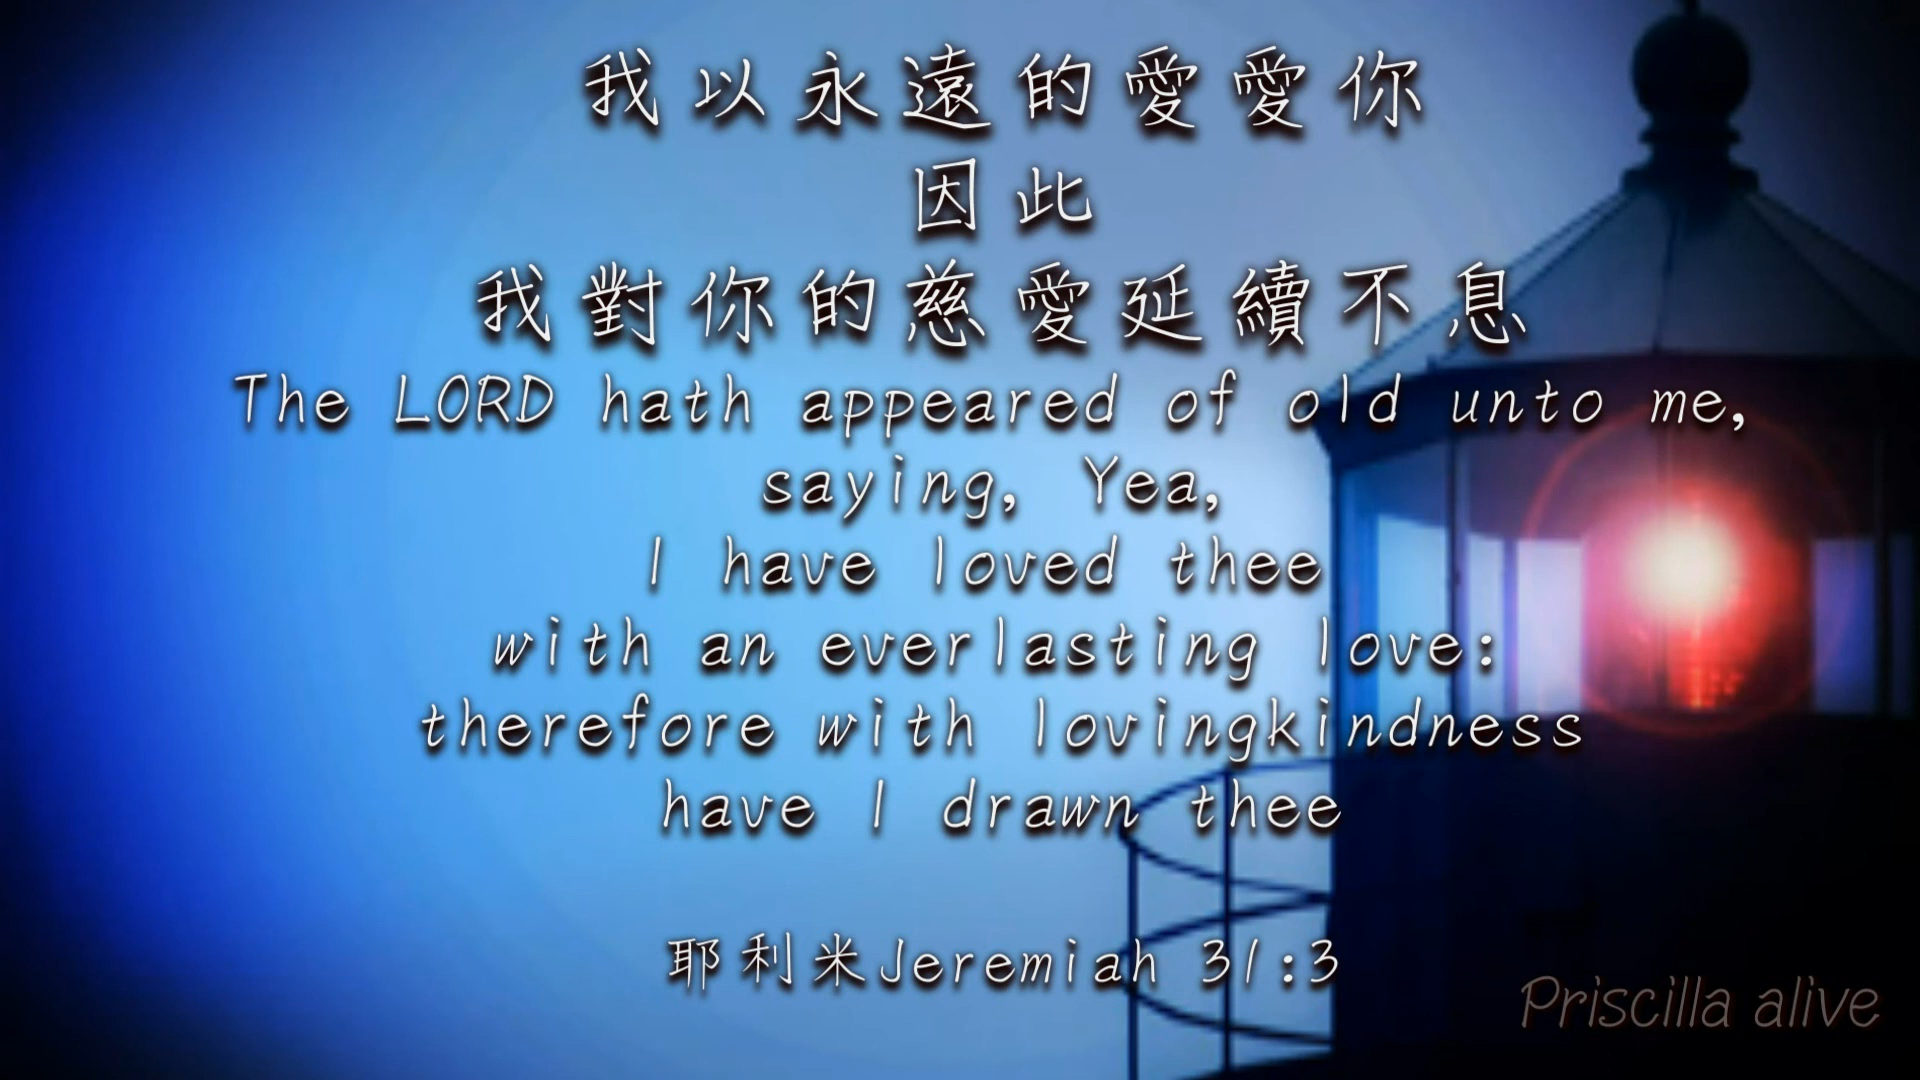 我以永遠的愛愛你
因此
我對你的慈愛延續不息
The LORD hath appeared of old unto me,
saying, Yea,
I have loved thee
with an everlasting love:
therefore with lovingkindness
have I drawn thee
耶利米Jeremiah 31:3
Priscilla alive